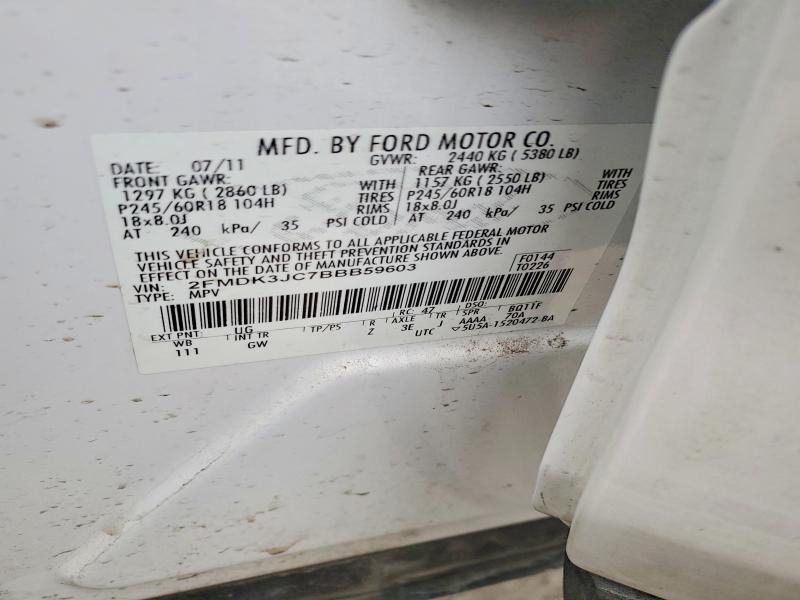 MFD. BY FORD MOTOR CO.
DATE: 07/11 GVWR: 2440 KG ( 5380 LB)
FRONT GAWR: REAR GAWR:
1297 KG ( 2860 LB) WITH 1157 KG ( 2550 LB) WITH
P245/60R18 104H TIRES P245/60R18 104H TIRES
18x8.0J RIMS 18x8.0J RIMS
AT 240 kPa/ 35 PSI COLD AT 240 kPa/ 35 PSI COLD
THIS VEHICLE CONFORMS TO ALL APPLICABLE FEDERAL MOTOR
VEHICLE SAFETY AND THEFT PREVENTION STANDARDS IN
EFFECT ON THE DATE OF MANUFACTURE SHOWN ABOVE.
F0144
T0226
VIN: 2FMDK3JC7BBB59603
TYPE: MPV
EXT PNT: UG RC: 47 DSO: BQ11F
WB INT TR TP/PS R AXLE TR SPR 70A
111 GW Z 3E J AAAA
UTC ▽5U5A-1520472-BA